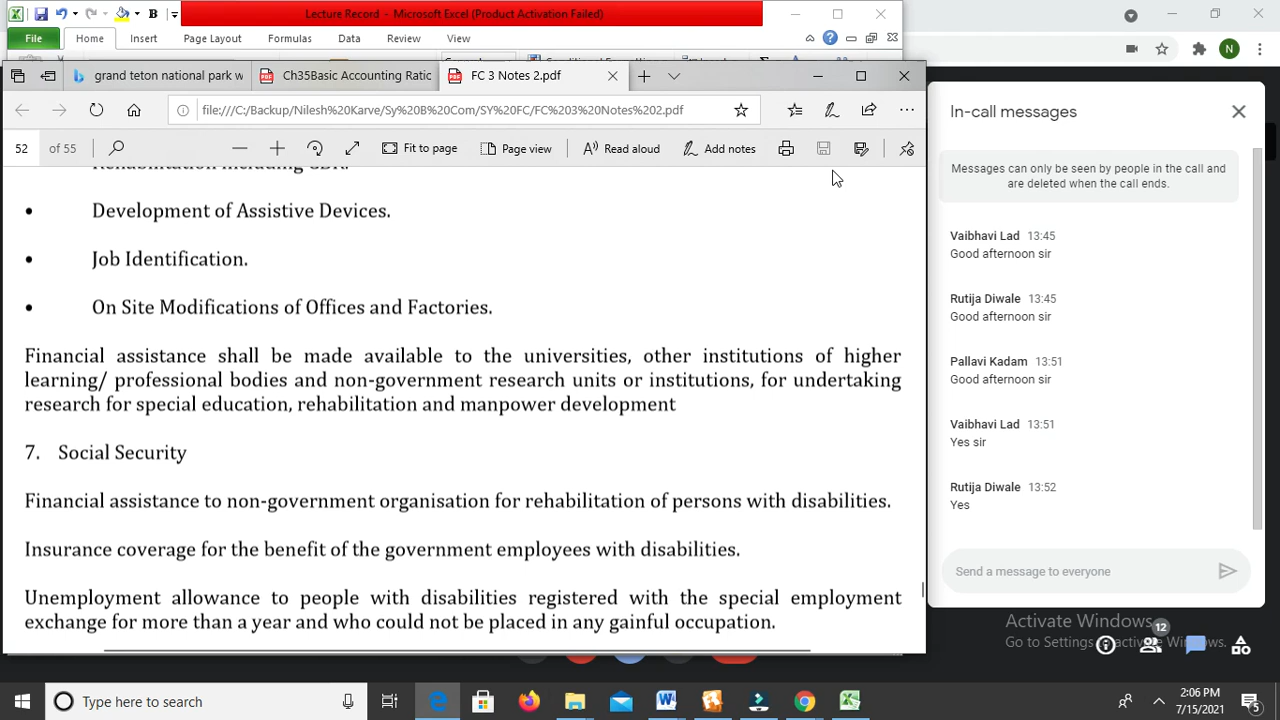 Lecture Record - Microsoft Excel (Product Activation Failed)
File Home Insert Page Layout Formulas Data Review View
N
grand teton national park w
Ch35Basic Accounting Ratic
FC 3 Notes 2.pdf
file:///C:/Backup/Nilesh%20Karve/Sy%20B%20Com/SY%20FC/FC%203%20Notes%202.pdf
52 of 55 Fit to page Page view Read aloud Add notes
Rehabilitation including CBR.
• Development of Assistive Devices.
• Job Identification.
• On Site Modifications of Offices and Factories.
Financial assistance shall be made available to the universities, other institutions of higher
learning/ professional bodies and non-government research units or institutions, for undertaking
research for special education, rehabilitation and manpower development
7. Social Security
Financial assistance to non-government organisation for rehabilitation of persons with disabilities.
Insurance coverage for the benefit of the government employees with disabilities.
Unemployment allowance to people with disabilities registered with the special employment
exchange for more than a year and who could not be placed in any gainful occupation.
In-call messages
Messages can only be seen by people in the call and
are deleted when the call ends.
Vaibhavi Lad 13:45
Good afternoon sir
Rutija Diwale 13:45
Good afternoon sir
Pallavi Kadam 13:51
Good afternoon sir
Vaibhavi Lad 13:51
Yes sir
Rutija Diwale 13:52
Yes
Send a message to everyone
Activate Windows
Go to Settings to activate Windows.
12
Type here to search
2:06 PM
7/15/2021
5